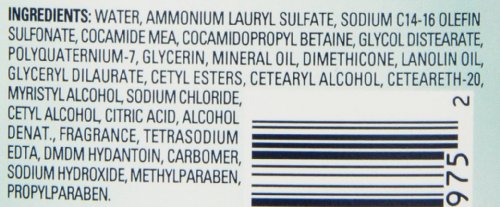 INGREDIENTS: WATER, AMMONIUM LAURYL SULFATE, SODIUM C14-16 OLEFIN
SULFONATE, COCAMIDE MEA, COCAMIDOPROPYL BETAINE, GLYCOL DISTEARATE,
POLYQUATERNIUM-7, GLYCERIN, MINERAL OIL, DIMETHICONE, LANOLIN OIL,
GLYCERYL DILAURATE, CETYL ESTERS, CETEARYL ALCOHOL, CETEARETH-20,
MYRISTYL ALCOHOL, SODIUM CHLORIDE,
CETYL ALCOHOL, CITRIC ACID, ALCOHOL
DENAT., FRAGRANCE, TETRASODIUM
EDTA, DMDM HYDANTOIN, CARBOMER,
SODIUM HYDROXIDE, METHYLPARABEN,
PROPYLPARABEN.
2
975